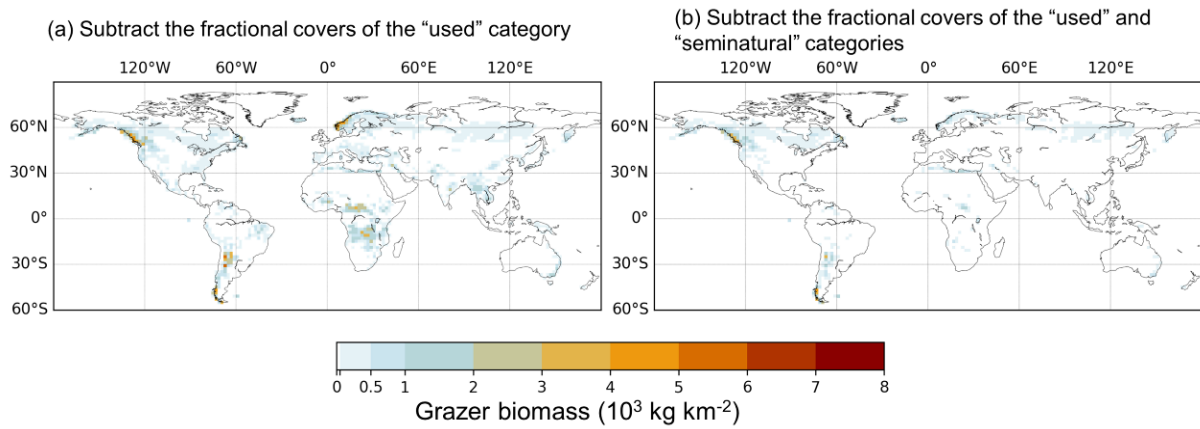 (a) Subtract the fractional covers of the “used” category
(b) Subtract the fractional covers of the “used” and
“seminatural” categories
120°W 60°W 0° 60°E 120°E
120°W 60°W 0° 60°E 120°E
60°N
30°N
0°
30°S
60°S
60°N
30°N
0°
30°S
60°S
0 0.5 1 2 3 4 5 6 7 8
Grazer biomass (10³ kg km⁻²)